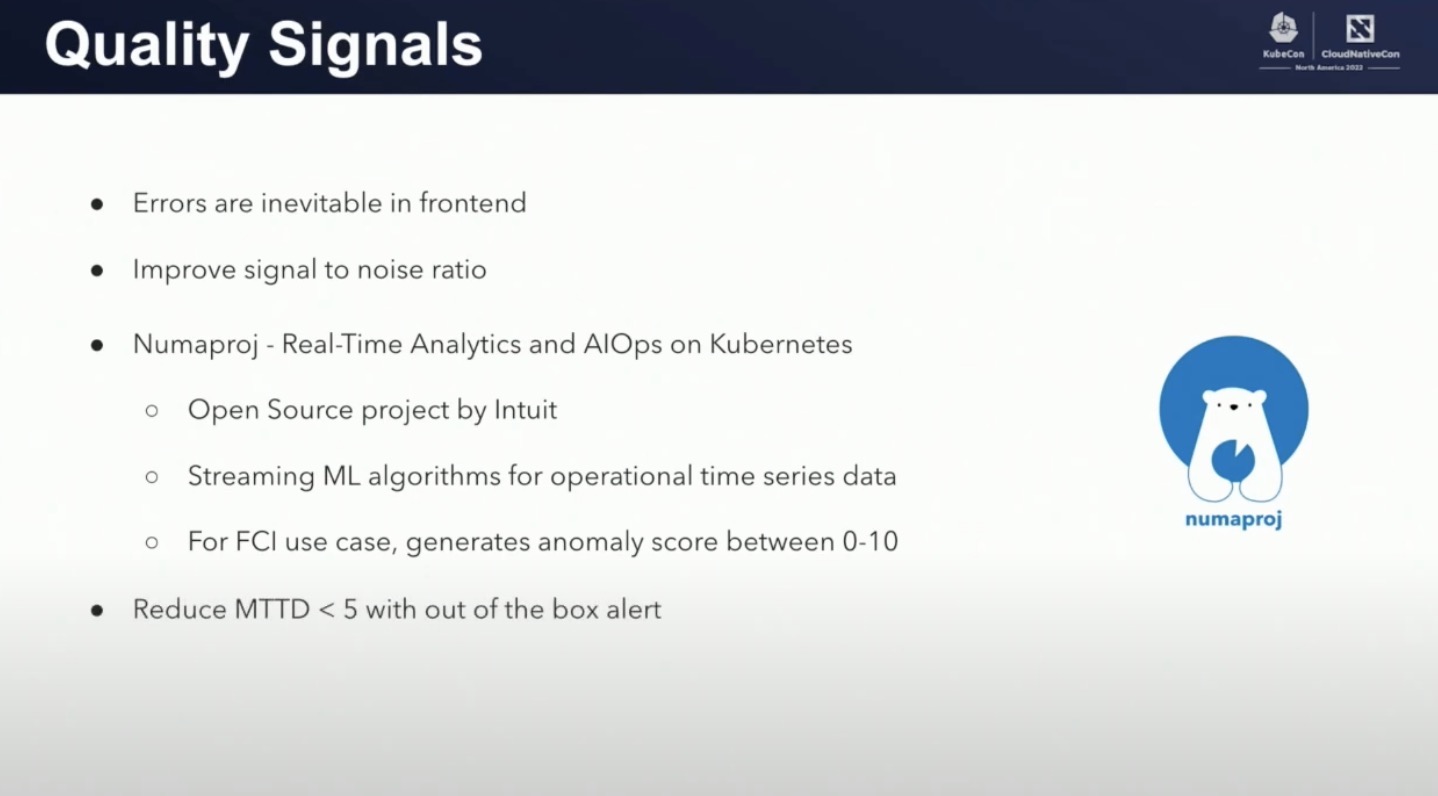 Quality Signals
KubeCon
CloudNativeCon
North America 2022
● Errors are inevitable in frontend
● Improve signal to noise ratio
● Numaproj - Real-Time Analytics and AIOps on Kubernetes
○ Open Source project by Intuit
○ Streaming ML algorithms for operational time series data
○ For FCI use case, generates anomaly score between 0-10
● Reduce MTTD < 5 with out of the box alert
numaproj